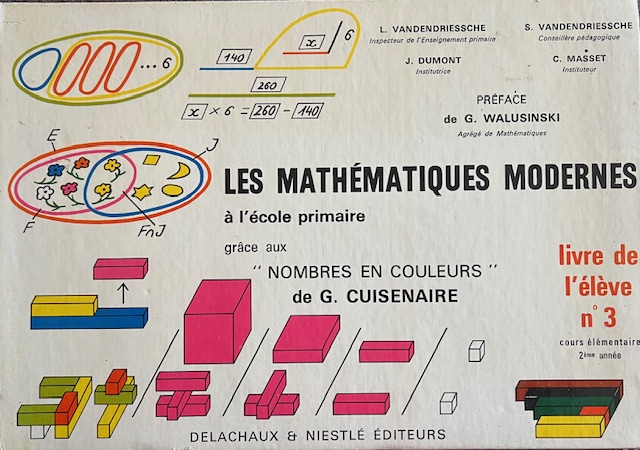 ... 6
140
x
6
260
x × 6 = 260 - 140
L. VANDENDRIESSCHE
Inspecteur de l'Enseignement primaire
S. VANDENDRIESSCHE
Conseillère pédagogique
J. DUMONT
Institutrice
C. MASSET
Instituteur
PRÉFACE
de G. WALUSINSKI
Agrégé de Mathématiques
E
J
F
F∩J
LES MATHÉMATIQUES MODERNES
à l'école primaire
grâce aux
" NOMBRES EN COULEURS "
de G. CUISENAIRE
livre de
l'élève
n° 3
cours élémentaire
2ème année
DELACHAUX & NIESTLÉ ÉDITEURS